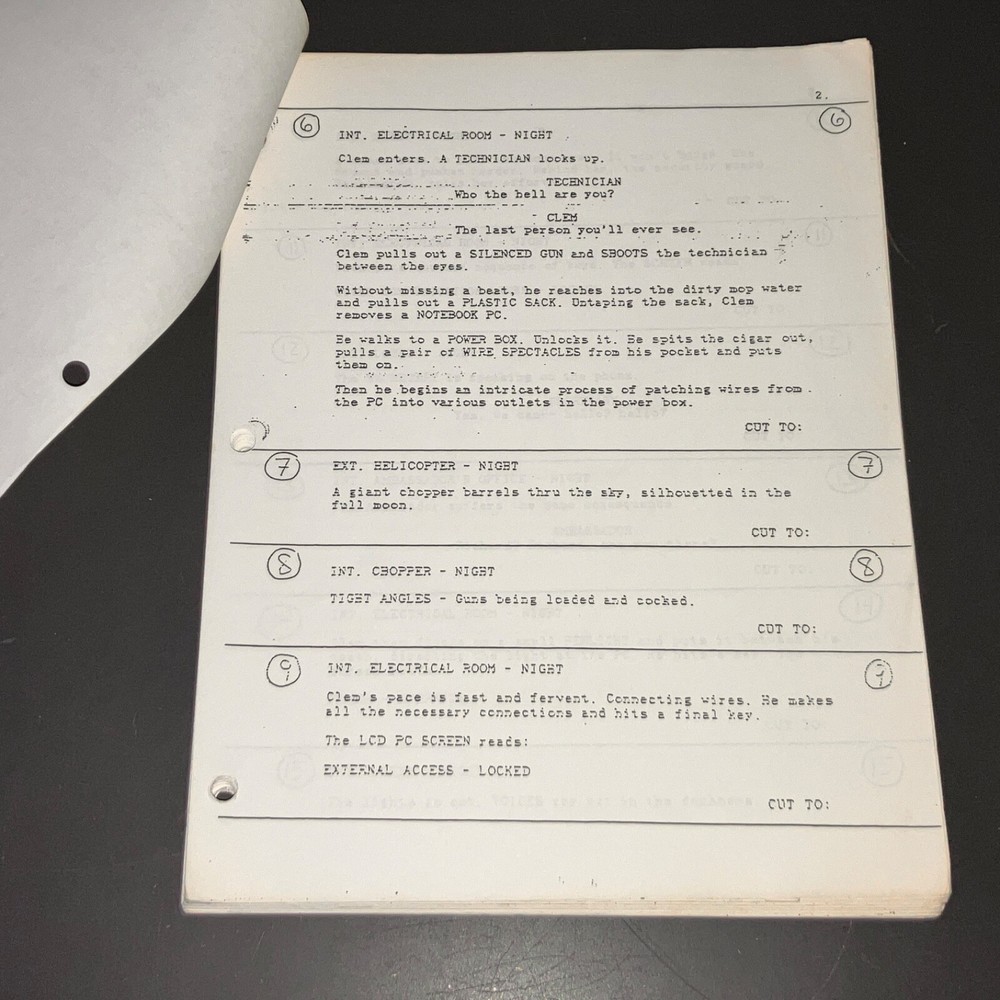 2.
6 6
INT. ELECTRICAL ROOM - NIGHT
Clem enters. A TECHNICIAN looks up.
TECHNICIAN
Who the hell are you?
CLEM
The last person you'll ever see.
Clem pulls out a SILENCED GUN and SHOOTS the technician
between the eyes.
Without missing a beat, he reaches into the dirty mop water
and pulls out a PLASTIC SACK. Untaping the sack, Clem
removes a NOTEBOOK PC.
He walks to a POWER BOX. Unlocks it. He spits the cigar out,
pulls a pair of WIRE SPECTACLES from his pocket and puts
them on.
Then he begins an intricate process of patching wires from
the PC into various outlets in the power box.
CUT TO:
7 EXT. HELICOPTER - NIGHT 7
A giant chopper barrels thru the sky, silhouetted in the
full moon.
CUT TO:
8 INT. CHOPPER - NIGHT 8
TIGHT ANGLES - Guns being loaded and cocked.
CUT TO:
9 INT. ELECTRICAL ROOM - NIGHT 9
Clem's pace is fast and fervent. Connecting wires. He makes
all the necessary connections and hits a final key.
The LCD PC SCREEN reads:
EXTERNAL ACCESS - LOCKED
CUT TO: